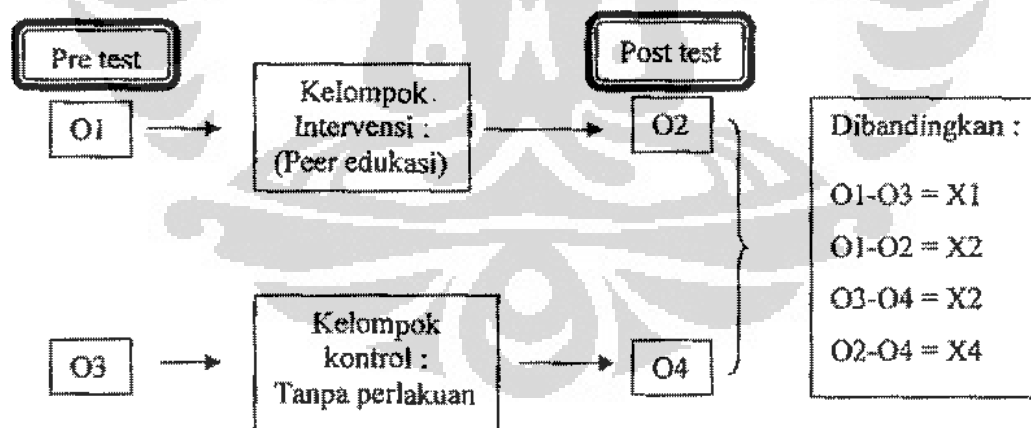 Pre test
Post test
O1
Kelompok.
Intervensi :
(Peer edukasi)
O2
Dibandingkan :
O1-O3 = X1
O1-O2 = X2
O3-O4 = X2
O2-O4 = X4
O3
Kelompok
kontrol :
Tanpa perlakuan
O4